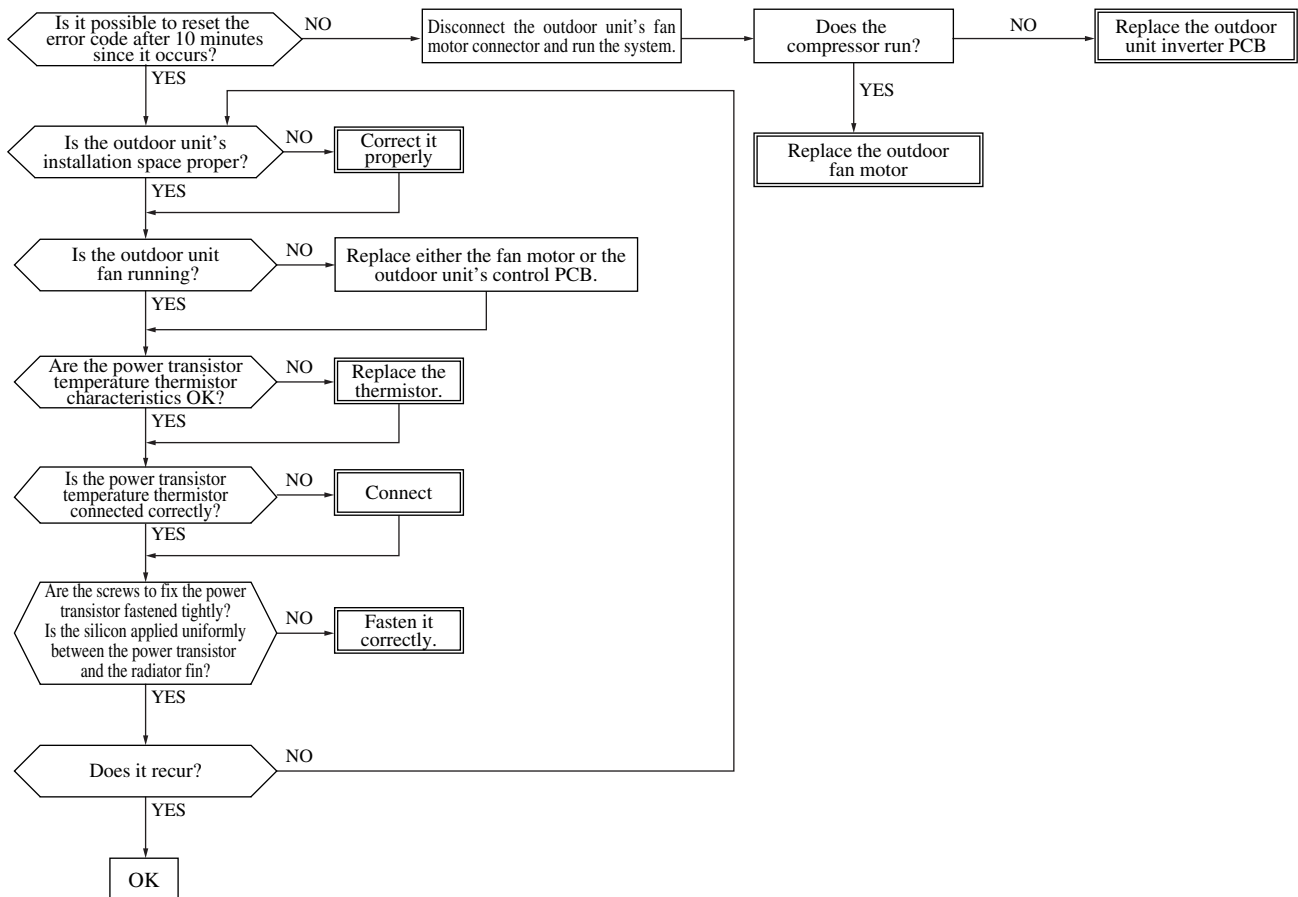 Is it possible to reset the
error code after 10 minutes
since it occurs?
NO
Disconnect the outdoor unit's fan
motor connector and run the system.
Does the
compressor run?
NO
Replace the outdoor
unit inverter PCB
YES
YES
Replace the outdoor
fan motor
Is the outdoor unit's
installation space proper?
NO
Correct it
properly
YES
Is the outdoor unit
fan running?
NO
Replace either the fan motor or the
outdoor unit's control PCB.
YES
Are the power transistor
temperature thermistor
characteristics OK?
NO
Replace the
thermistor.
YES
Is the power transistor
temperature thermistor
connected correctly?
NO
Connect
YES
Are the screws to fix the power
transistor fastened tightly?
Is the silicon applied uniformly
between the power transistor
and the radiator fin?
NO
Fasten it
correctly.
YES
Does it recur?
NO
YES
OK